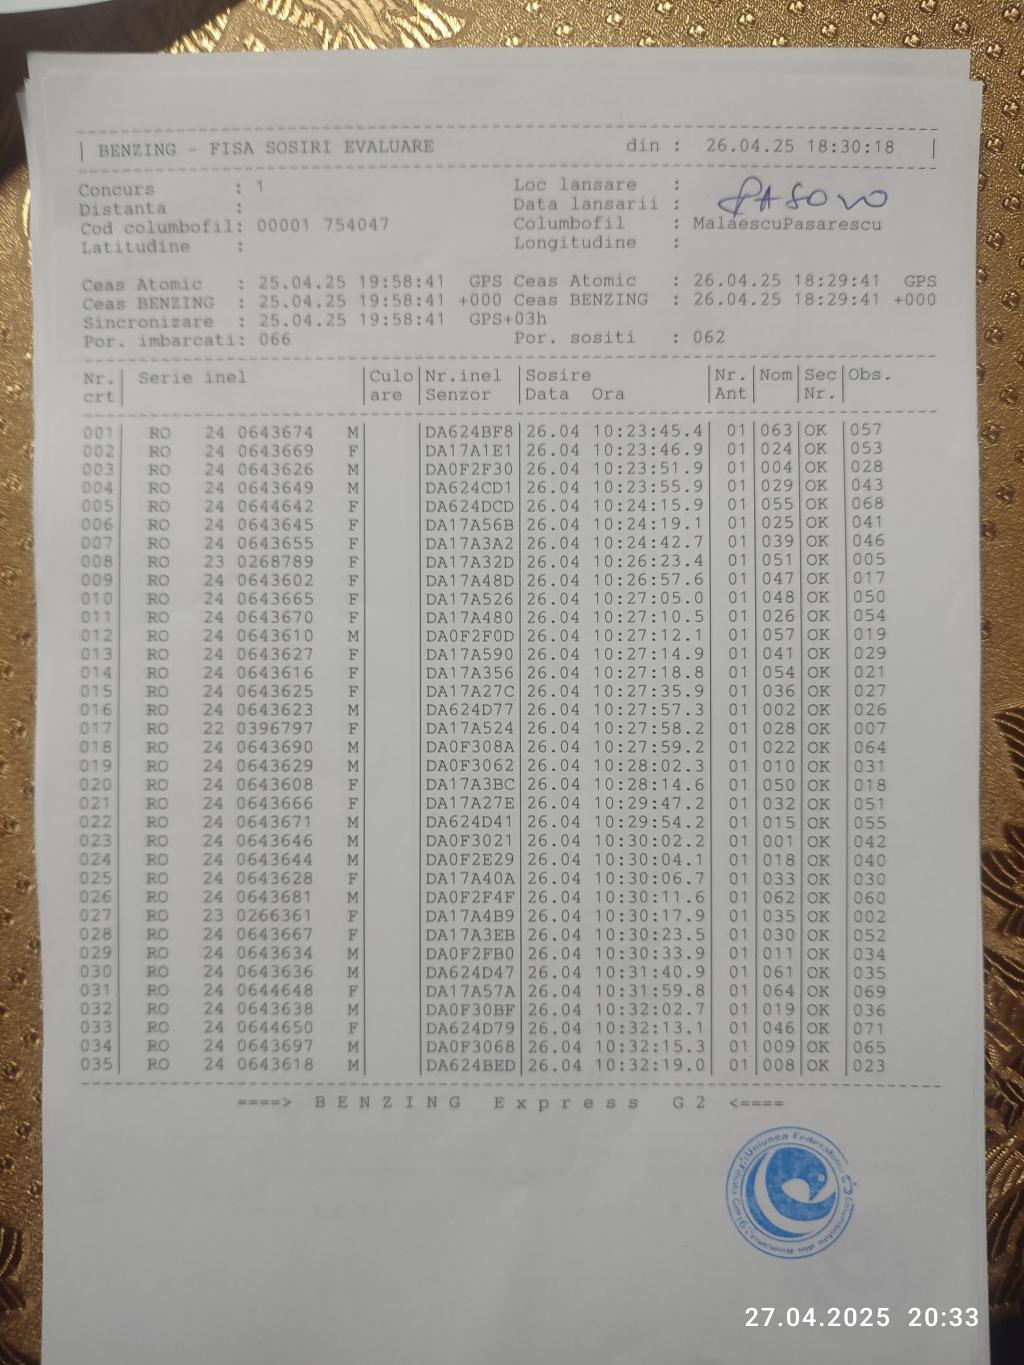 BENZING - FISA SOSIRI EVALUARE din : 26.04.25 18:30:18
Concurs : 1 Loc lansare :
Distanta : Data lansarii :
Cod columbofil: 00001 754047 Columbofil : MalaescuPasarescu
Latitudine : Longitudine :
Ceas Atomic : 25.04.25 19:58:41 GPS Ceas Atomic : 26.04.25 18:29:41 GPS
Ceas BENZING : 25.04.25 19:58:41 +000 Ceas BENZING : 26.04.25 18:29:41 +000
Sincronizare : 25.04.25 19:58:41 GPS+03h
Por. imbarcati: 066 Por. sositi : 062
Nr. Serie inel Culo Nr.inel Sosire Nr. Nom Sec Obs.
crt are Senzor Data Ora Ant Nr.
001 RO 24 0643674 M DA624BF8 26.04 10:23:45.4 01 063 OK 057
002 RO 24 0643669 F DA17A1E1 26.04 10:23:46.9 01 024 OK 053
003 RO 24 0643626 M DA0F2F30 26.04 10:23:51.9 01 004 OK 028
004 RO 24 0643649 M DA624CD1 26.04 10:23:55.9 01 029 OK 043
005 RO 24 0644642 F DA624DCD 26.04 10:24:15.9 01 055 OK 068
006 RO 24 0643645 F DA17A56B 26.04 10:24:19.1 01 025 OK 041
007 RO 24 0643655 F DA17A3A2 26.04 10:24:42.7 01 039 OK 046
008 RO 23 0268789 F DA17A32D 26.04 10:26:23.4 01 051 OK 005
009 RO 24 0643602 F DA17A48D 26.04 10:26:57.6 01 047 OK 017
010 RO 24 0643665 F DA17A526 26.04 10:27:05.0 01 048 OK 050
011 RO 24 0643670 F DA17A480 26.04 10:27:10.5 01 026 OK 054
012 RO 24 0643610 M DA0F2F0D 26.04 10:27:12.1 01 057 OK 019
013 RO 24 0643627 F DA17A590 26.04 10:27:14.9 01 041 OK 029
014 RO 24 0643616 F DA17A356 26.04 10:27:18.8 01 054 OK 021
015 RO 24 0643625 F DA17A27C 26.04 10:27:35.9 01 036 OK 027
016 RO 24 0643623 M DA624D77 26.04 10:27:57.3 01 002 OK 026
017 RO 22 0396797 F DA17A524 26.04 10:27:58.2 01 028 OK 007
018 RO 24 0643690 M DA0F308A 26.04 10:27:59.2 01 022 OK 064
019 RO 24 0643629 M DA0F3062 26.04 10:28:02.3 01 010 OK 031
020 RO 24 0643608 F DA17A3BC 26.04 10:28:14.6 01 050 OK 018
021 RO 24 0643666 F DA17A27E 26.04 10:29:47.2 01 032 OK 051
022 RO 24 0643671 M DA624D41 26.04 10:29:54.2 01 015 OK 055
023 RO 24 0643646 M DA0F3021 26.04 10:30:02.2 01 001 OK 042
024 RO 24 0643644 M DA0F2E29 26.04 10:30:04.1 01 018 OK 040
025 RO 24 0643628 F DA17A40A 26.04 10:30:06.7 01 033 OK 030
026 RO 24 0643681 M DA0F2F4F 26.04 10:30:11.6 01 062 OK 060
027 RO 23 0266361 F DA17A4B9 26.04 10:30:17.9 01 035 OK 002
028 RO 24 0643667 F DA17A3EB 26.04 10:30:23.5 01 030 OK 052
029 RO 24 0643634 M DA0F2FB0 26.04 10:30:33.9 01 011 OK 034
030 RO 24 0643636 M DA624D47 26.04 10:31:40.9 01 061 OK 035
031 RO 24 0644648 F DA17A57A 26.04 10:31:59.8 01 064 OK 069
032 RO 24 0643638 M DA0F30BF 26.04 10:32:02.7 01 019 OK 036
033 RO 24 0644650 F DA624D79 26.04 10:32:13.1 01 046 OK 071
034 RO 24 0643697 M DA0F3068 26.04 10:32:15.3 01 009 OK 065
035 RO 24 0643618 M DA624BED 26.04 10:32:19.0 01 008 OK 023
====> BENZING Express G2 <====
Uniunea
27.04.2025 20:33